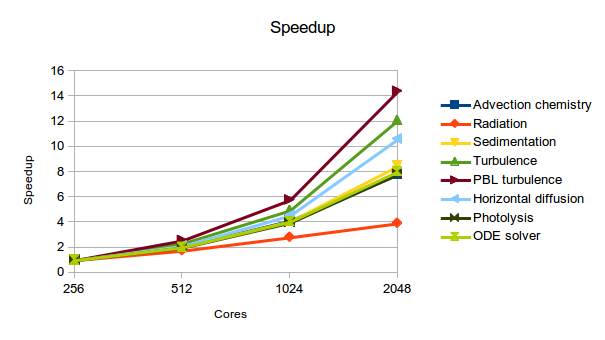 Speedup
16
14
12
10
8
6
4
2
0
256 512 1024 2048
Speedup
Cores
Advection chemistry
Radiation
Sedimentation
Turbulence
PBL turbulence
Horizontal diffusion
Photolysis
ODE solver